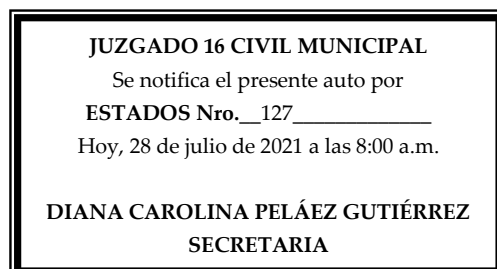 JUZGADO 16 CIVIL MUNICIPAL
Se notifica el presente auto por
ESTADOS Nro.__127_____________
Hoy, 28 de julio de 2021 a las 8:00 a.m.
DIANA CAROLINA PELÁEZ GUTIÉRREZ
SECRETARIA